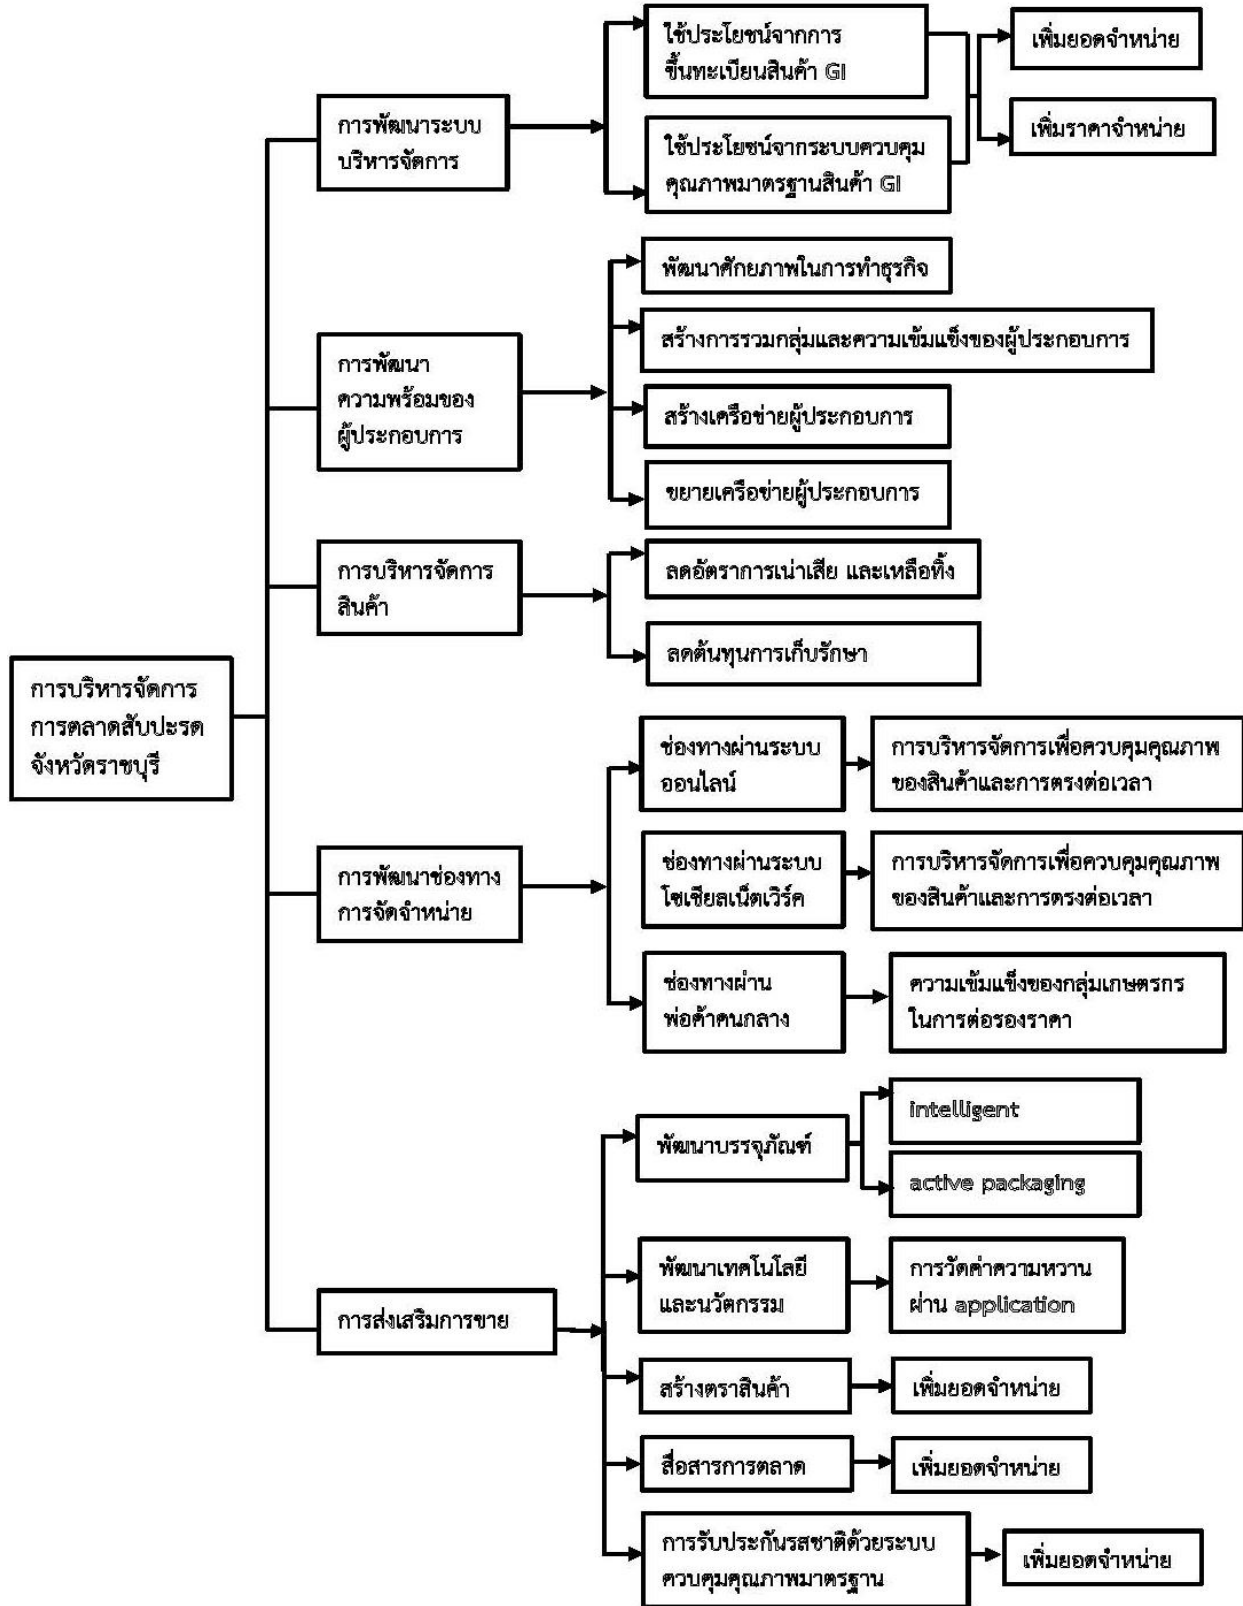 การบริหารจัดการ
การตลาดสับปะรด
จังหวัดราชบุรี
การพัฒนาระบบ
บริหารจัดการ
ใช้ประโยชน์จากการ
ขึ้นทะเบียนสินค้า GI
ใช้ประโยชน์จากระบบควบคุม
คุณภาพมาตรฐานสินค้า GI
เพิ่มยอดจำหน่าย
เพิ่มราคาจำหน่าย
การพัฒนา
ความพร้อมของ
ผู้ประกอบการ
พัฒนาศักยภาพในการทำธุรกิจ
สร้างการรวมกลุ่มและความเข้มแข็งของผู้ประกอบการ
สร้างเครือข่ายผู้ประกอบการ
ขยายเครือข่ายผู้ประกอบการ
การบริหารจัดการ
สินค้า
ลดอัตราการเน่าเสีย และเหลือทิ้ง
ลดต้นทุนการเก็บรักษา
การพัฒนาช่องทาง
การจัดจำหน่าย
ช่องทางผ่านระบบ
ออนไลน์
การบริหารจัดการเพื่อควบคุมคุณภาพ
ของสินค้าและการตรงต่อเวลา
ช่องทางผ่านระบบ
โซเชียลเน็ตเวิร์ค
การบริหารจัดการเพื่อควบคุมคุณภาพ
ของสินค้าและการตรงต่อเวลา
ช่องทางผ่าน
พ่อค้าคนกลาง
ความเข้มแข็งของกลุ่มเกษตรกร
ในการต่อรองราคา
การส่งเสริมการขาย
พัฒนาบรรจุภัณฑ์
intelligent
active packaging
พัฒนาเทคโนโลยี
และนวัตกรรม
การวัดค่าความหวาน
ผ่าน application
สร้างตราสินค้า
เพิ่มยอดจำหน่าย
สื่อสารการตลาด
เพิ่มยอดจำหน่าย
การรับประกันรสชาติด้วยระบบ
ควบคุมคุณภาพมาตรฐาน
เพิ่มยอดจำหน่าย